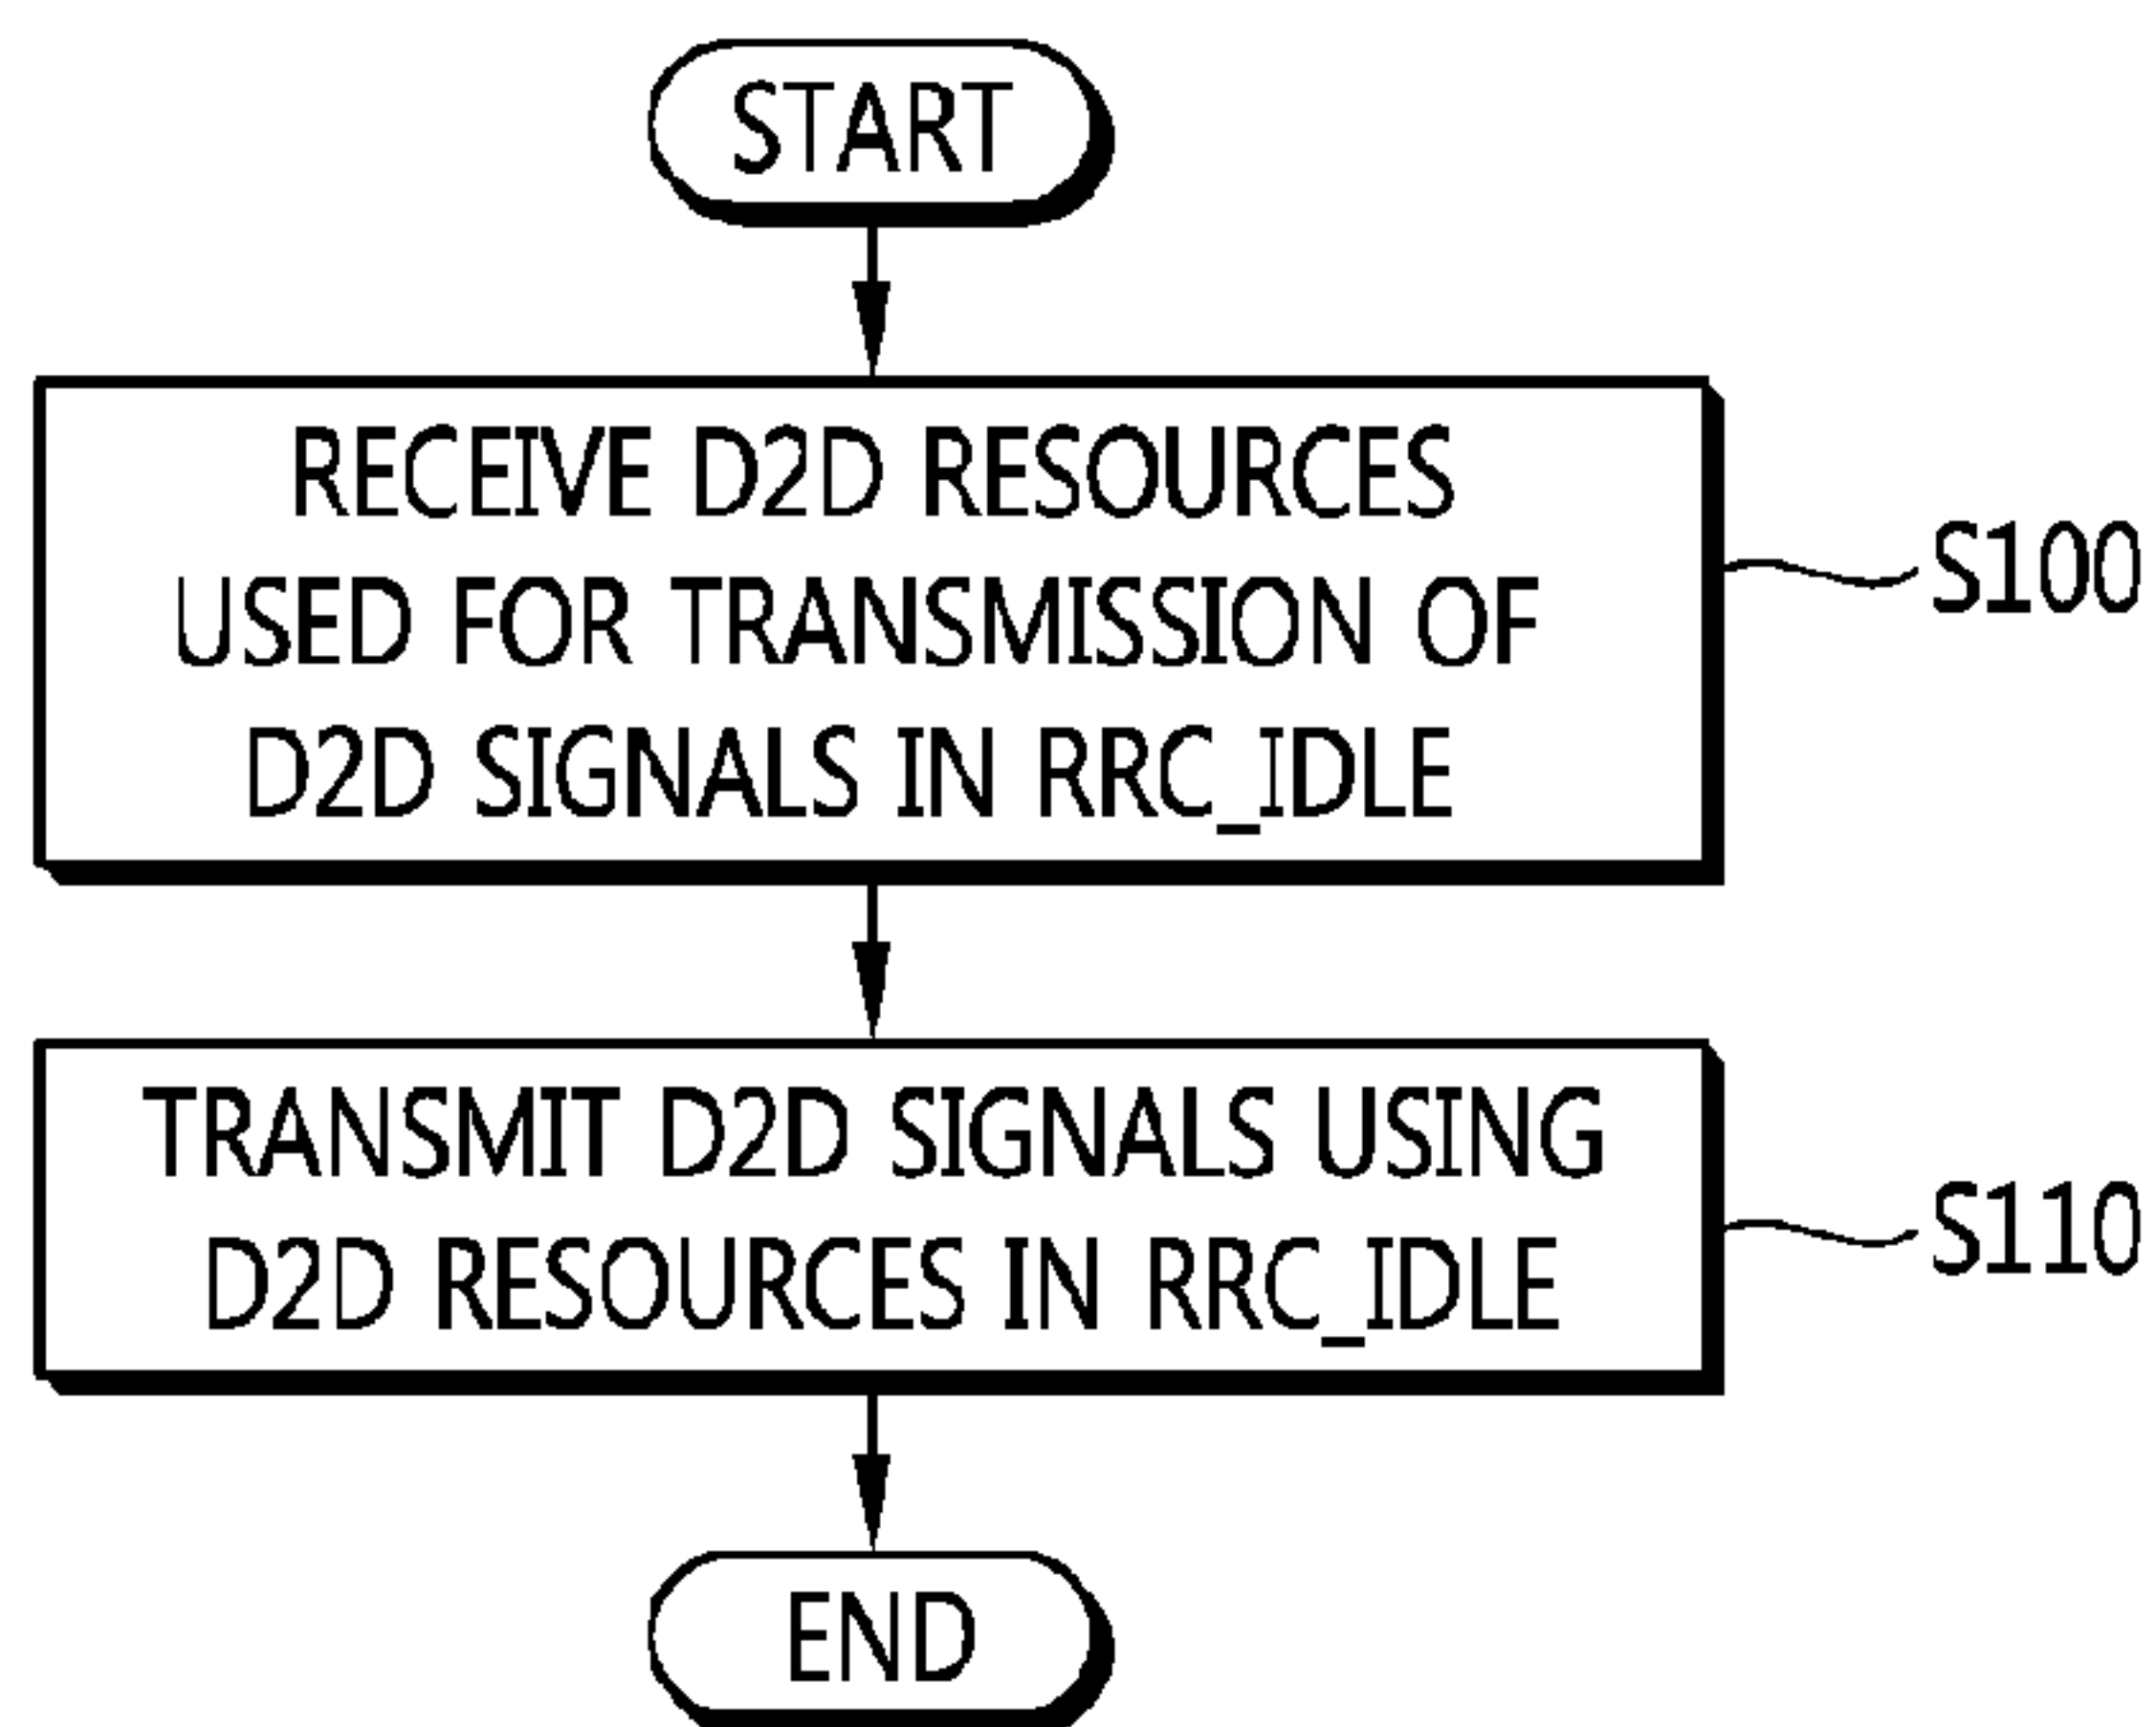 START
RECEIVE D2D RESOURCES
USED FOR TRANSMISSION OF
D2D SIGNALS IN RRC_IDLE
S100
TRANSMIT D2D SIGNALS USING
D2D RESOURCES IN RRC_IDLE
S110
END